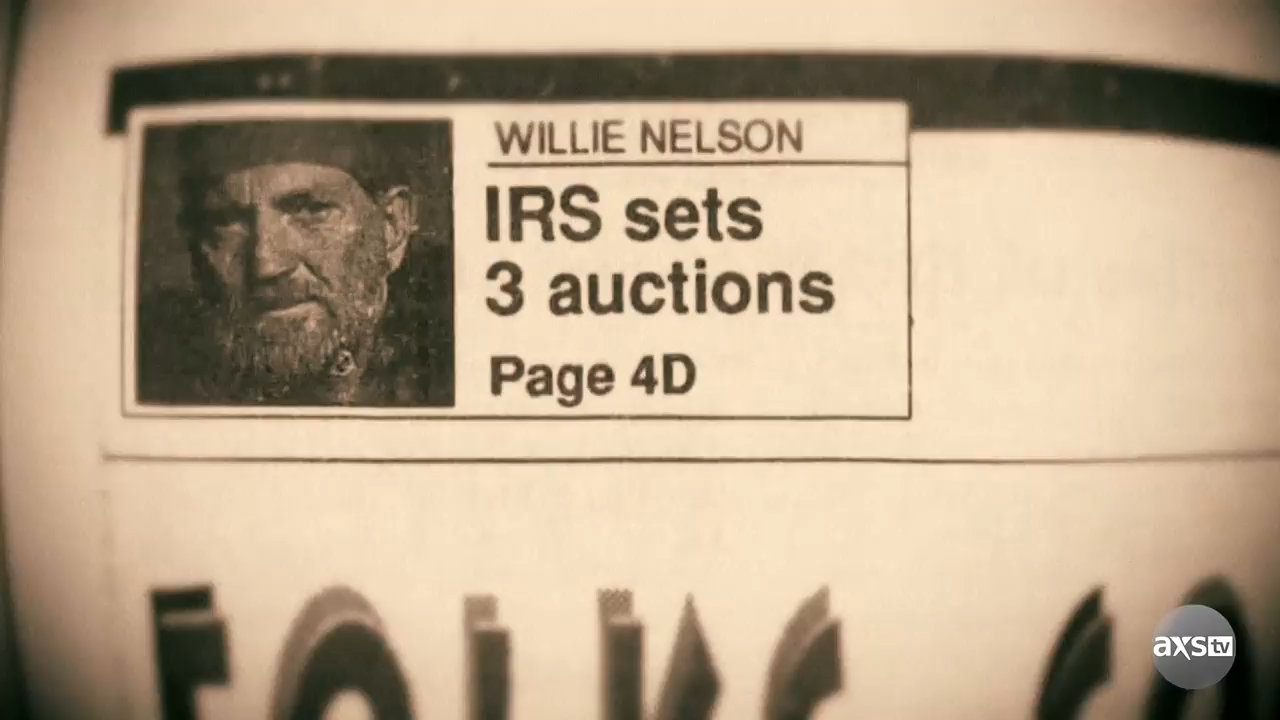 WILLIE NELSON
IRS sets
3 auctions
Page 4D
axs tv